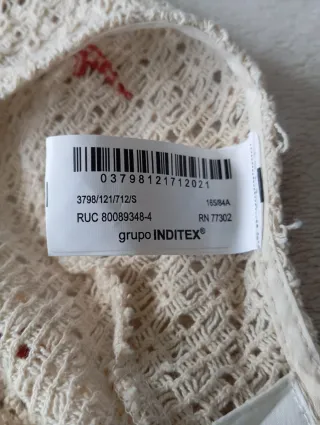 03798121712021
3798/121/712/S 165/84A
RUC 80089348-4 RN 77302
grupo INDITEX®